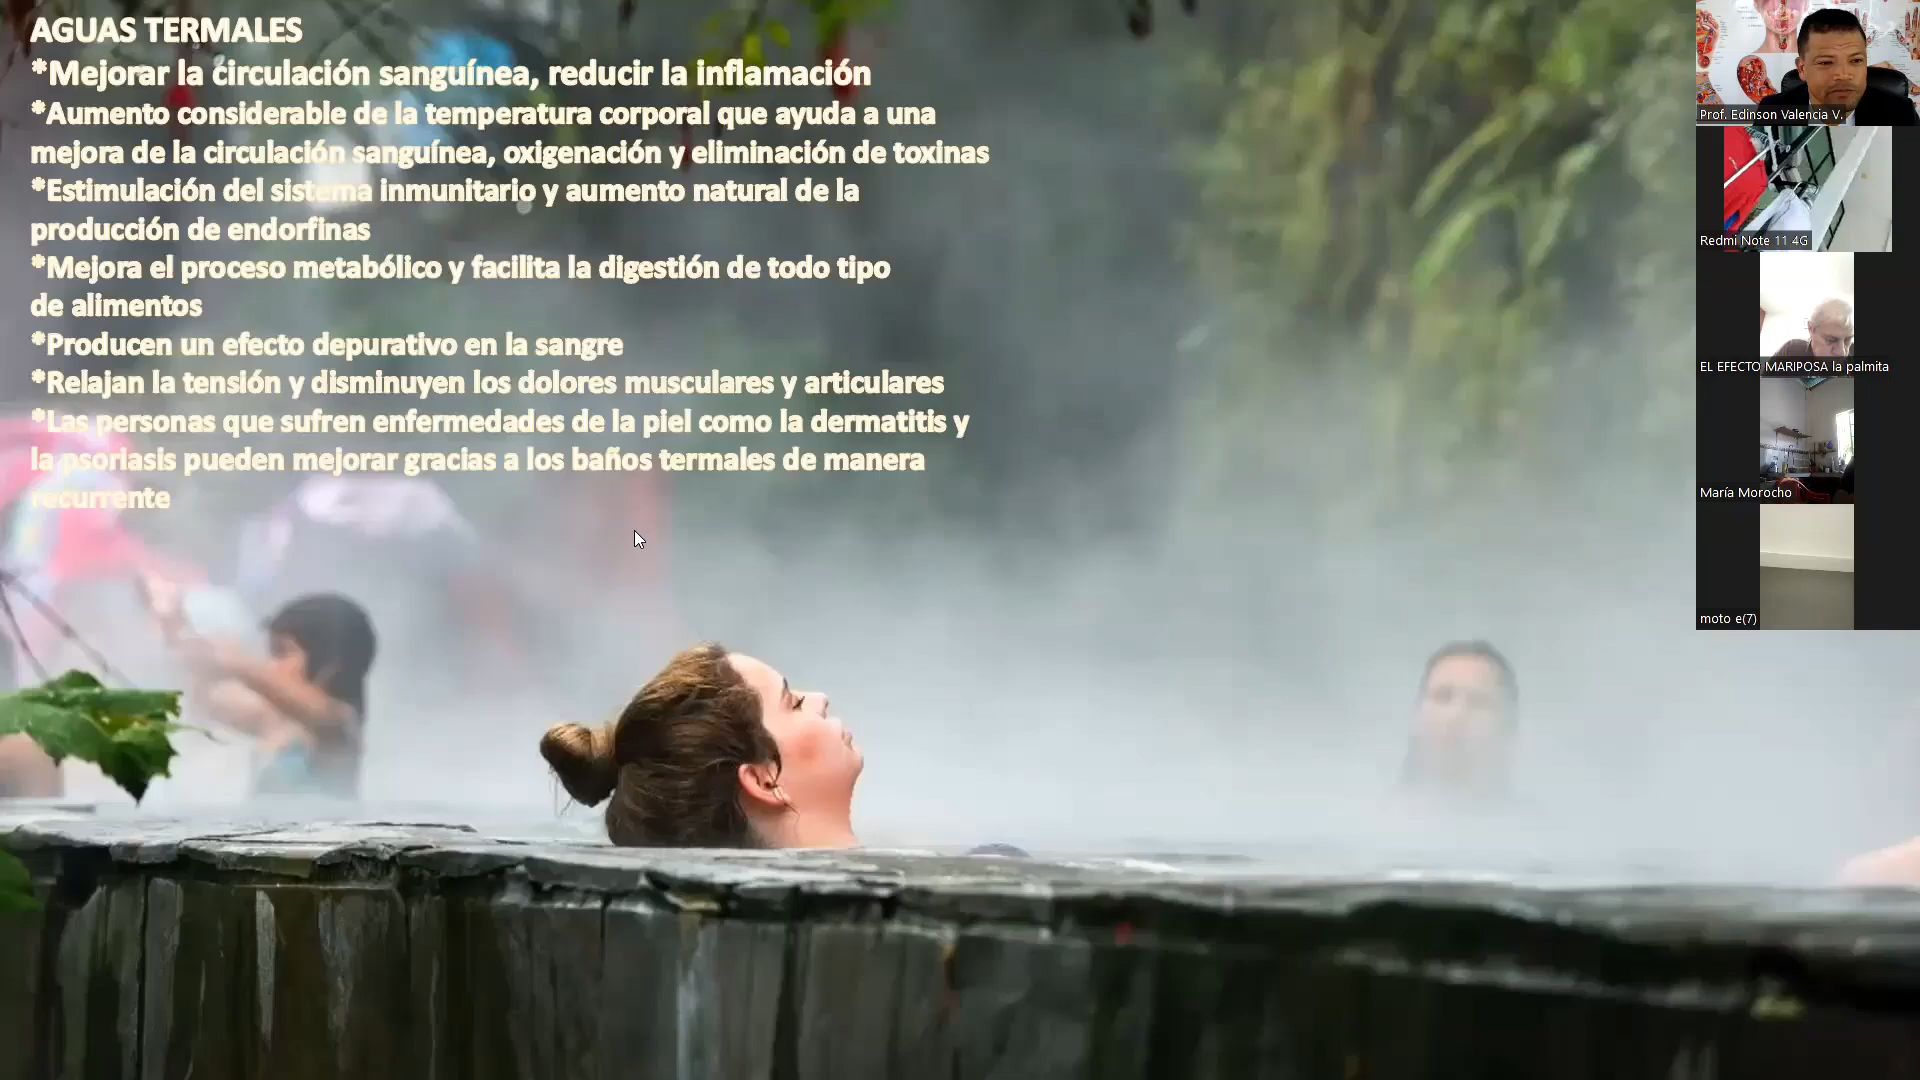 AGUAS TERMALES
*Mejorar la circulación sanguínea, reducir la inflamación
*Aumento considerable de la temperatura corporal que ayuda a una
mejora de la circulación sanguínea, oxigenación y eliminación de toxinas
*Estimulación del sistema inmunitario y aumento natural de la
producción de endorfinas
*Mejora el proceso metabólico y facilita la digestión de todo tipo
de alimentos
*Producen un efecto depurativo en la sangre
*Relajan la tensión y disminuyen los dolores musculares y articulares
*Las personas que sufren enfermedades de la piel como la dermatitis y
la psoriasis pueden mejorar gracias a los baños termales de manera
recurrente
Prof. Edinson Valencia V.
Redmi Note 11 4G
EL EFECTO MARIPOSA la palmita
María Morocho
moto e(7)